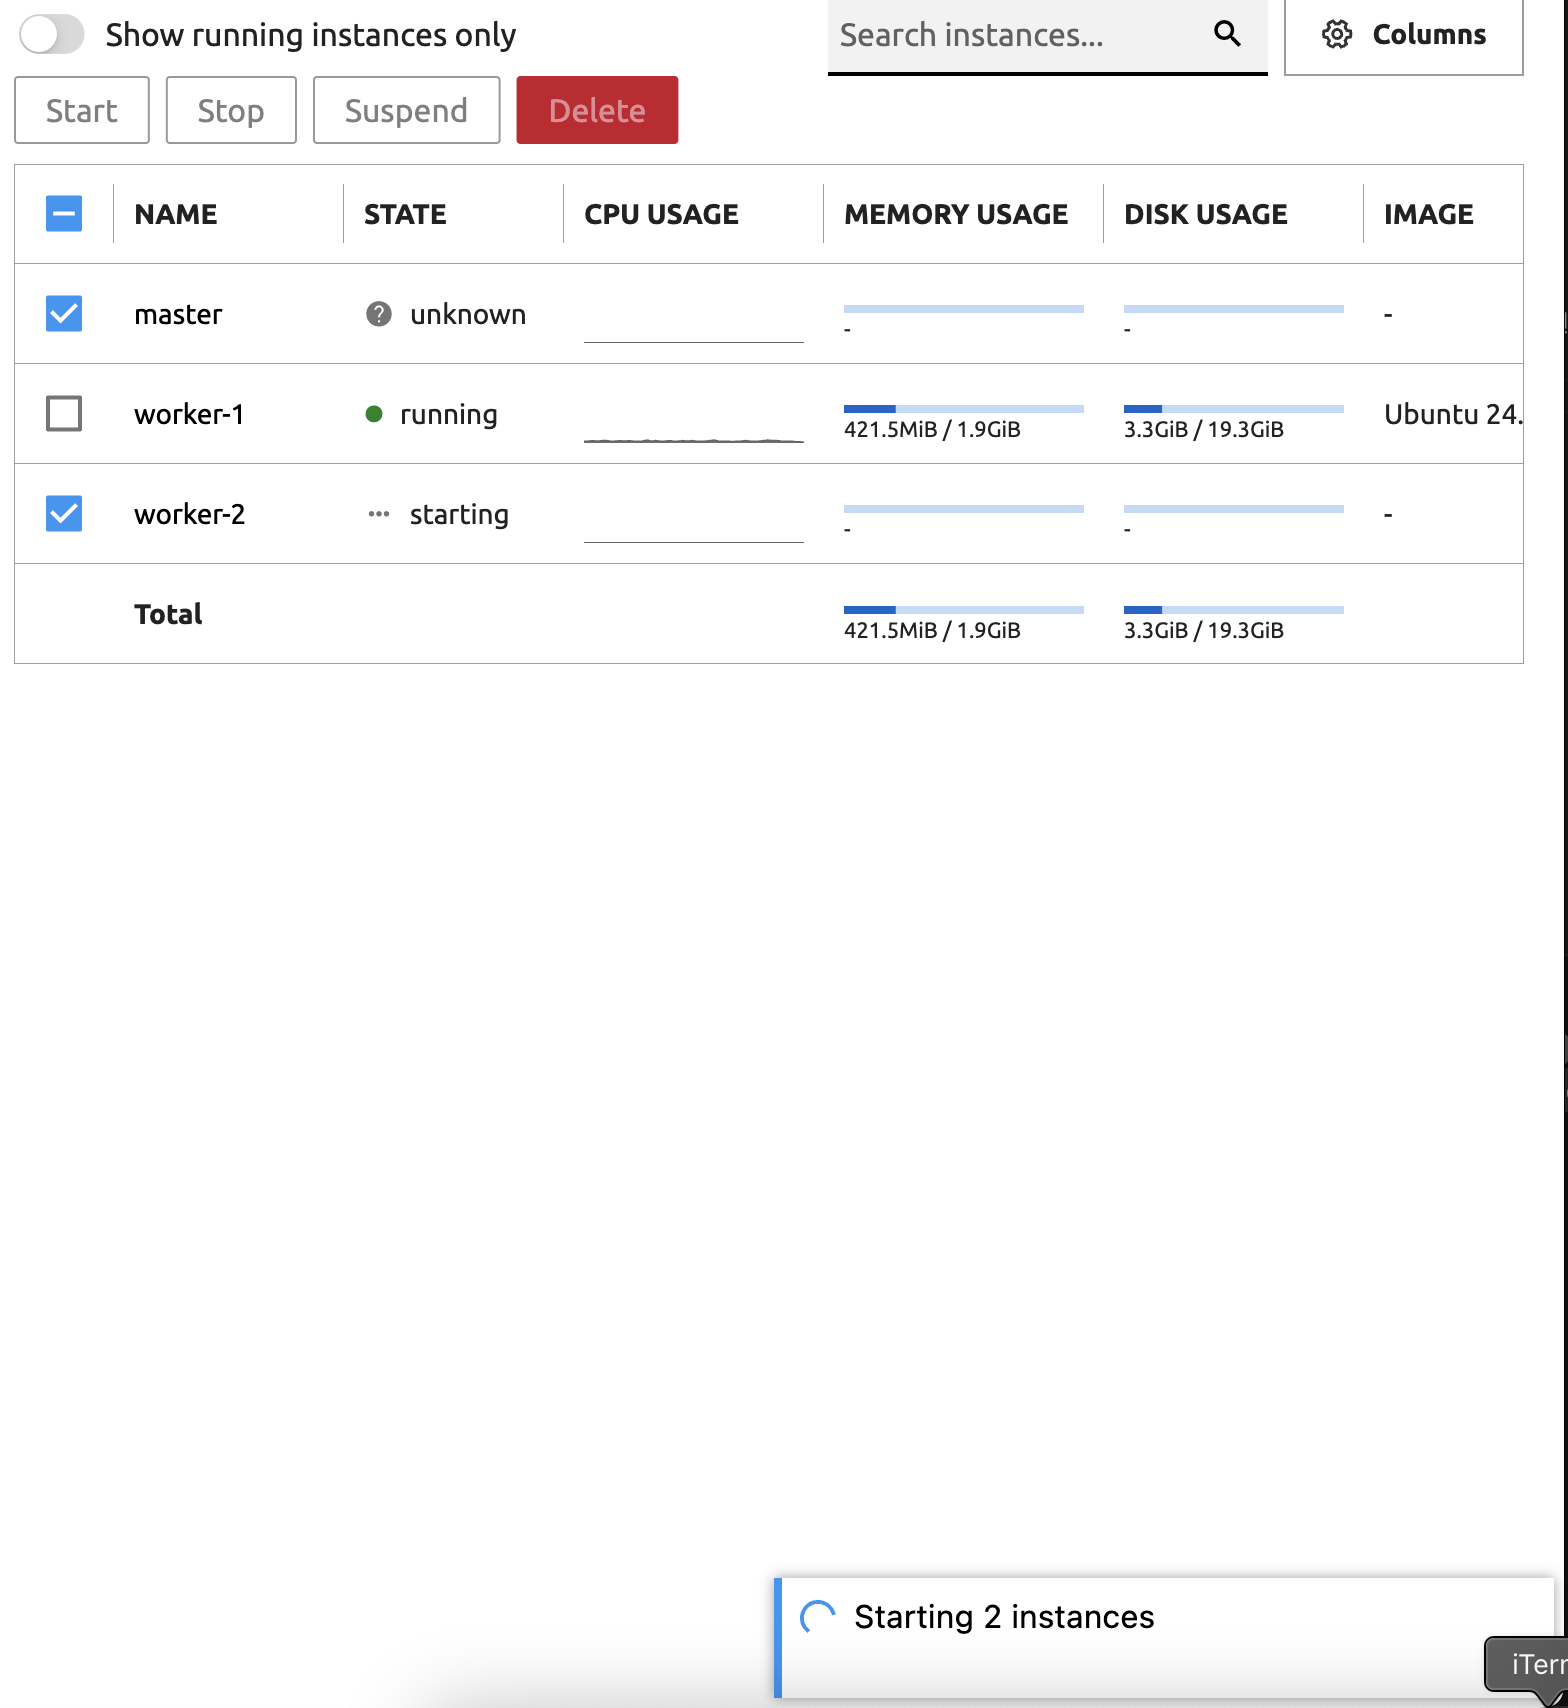 Show running instances only
Search instances...
Columns
Start Stop Suspend Delete
NAME STATE CPU USAGE MEMORY USAGE DISK USAGE IMAGE
master unknown - - -
worker-1 running 421.5MiB / 1.9GiB 3.3GiB / 19.3GiB Ubuntu 24.
worker-2 starting - - -
Total 421.5MiB / 1.9GiB 3.3GiB / 19.3GiB
Starting 2 instances